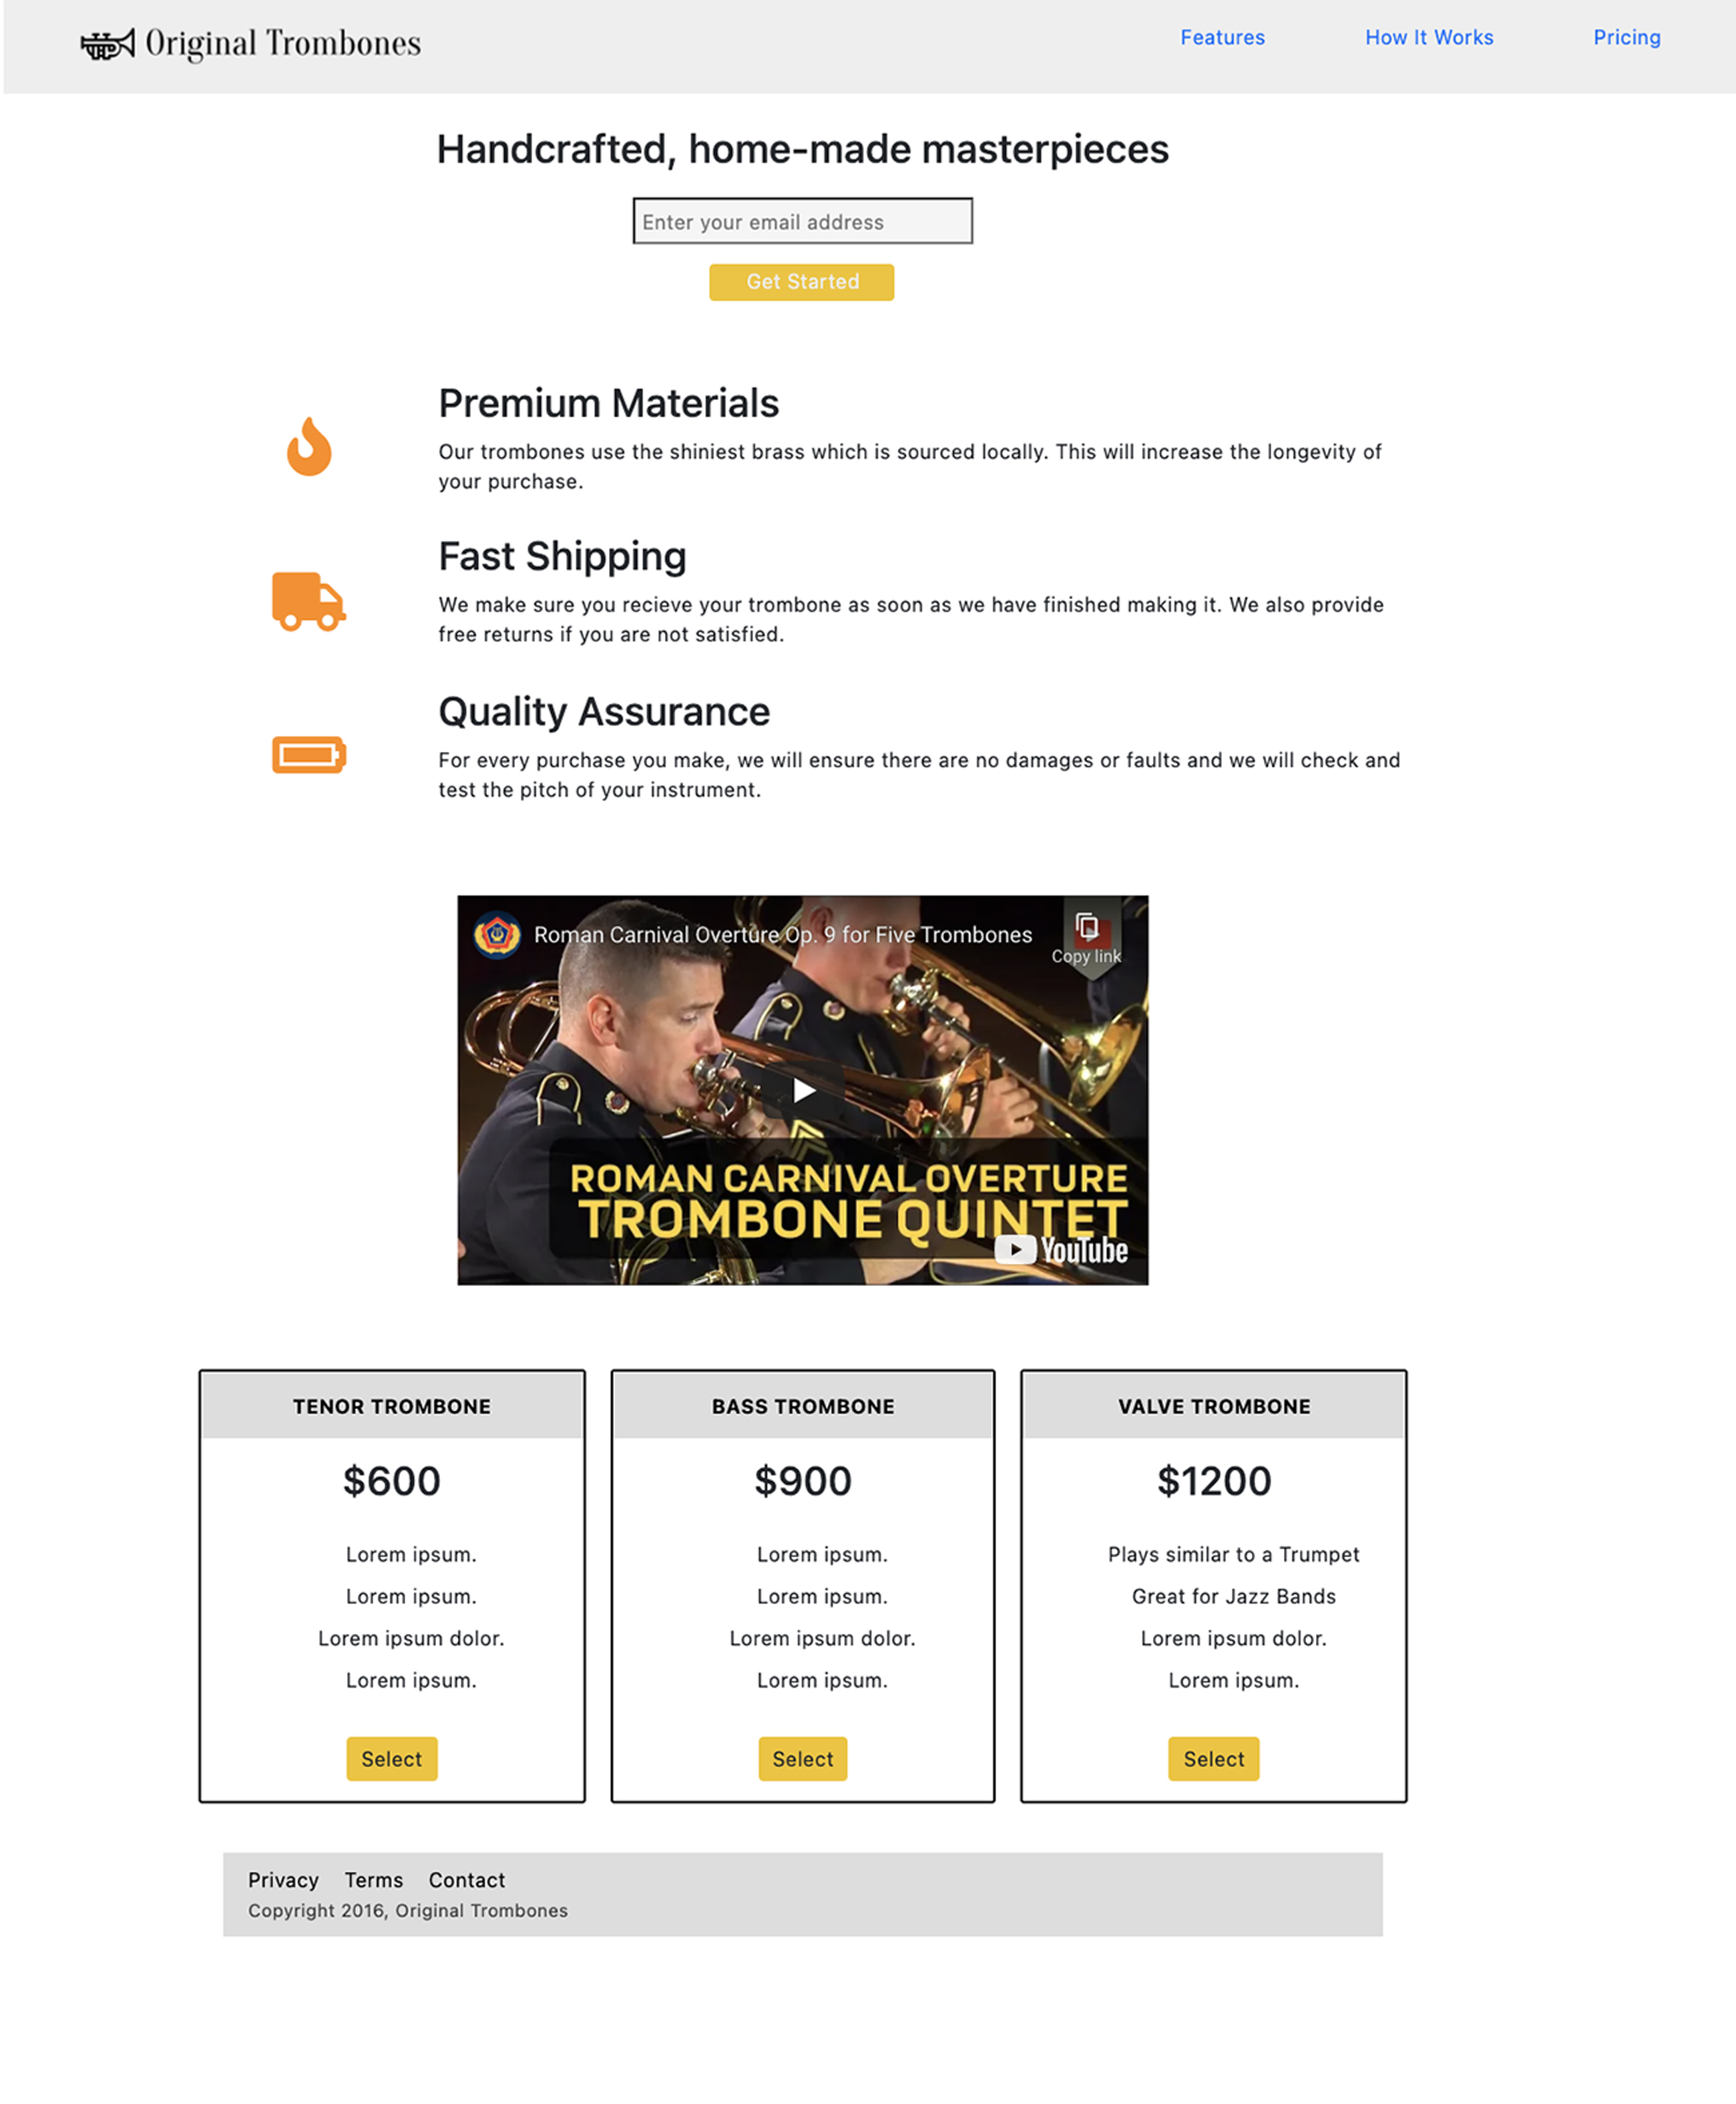 Original Trombones
Features How It Works Pricing
Handcrafted, home-made masterpieces
Enter your email address
Get Started
Premium Materials
Our trombones use the shiniest brass which is sourced locally. This will increase the longevity of
your purchase.
Fast Shipping
We make sure you recieve your trombone as soon as we have finished making it. We also provide
free returns if you are not satisfied.
Quality Assurance
For every purchase you make, we will ensure there are no damages or faults and we will check and
test the pitch of your instrument.
Roman Carnival Overture Op. 9 for Five Trombones
Copy link
ROMAN CARNIVAL OVERTURE
TROMBONE QUINTET
YouTube
TENOR TROMBONE
$600
Lorem ipsum.
Lorem ipsum.
Lorem ipsum dolor.
Lorem ipsum.
Select
BASS TROMBONE
$900
Lorem ipsum.
Lorem ipsum.
Lorem ipsum dolor.
Lorem ipsum.
Select
VALVE TROMBONE
$1200
Plays similar to a Trumpet
Great for Jazz Bands
Lorem ipsum dolor.
Lorem ipsum.
Select
Privacy Terms Contact
Copyright 2016, Original Trombones